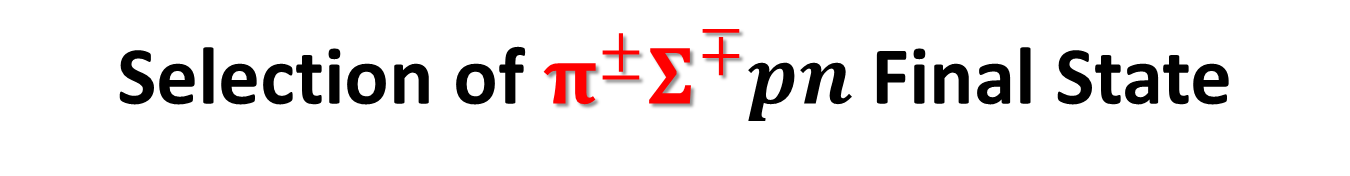 Selection of π±Σ∓pn Final State